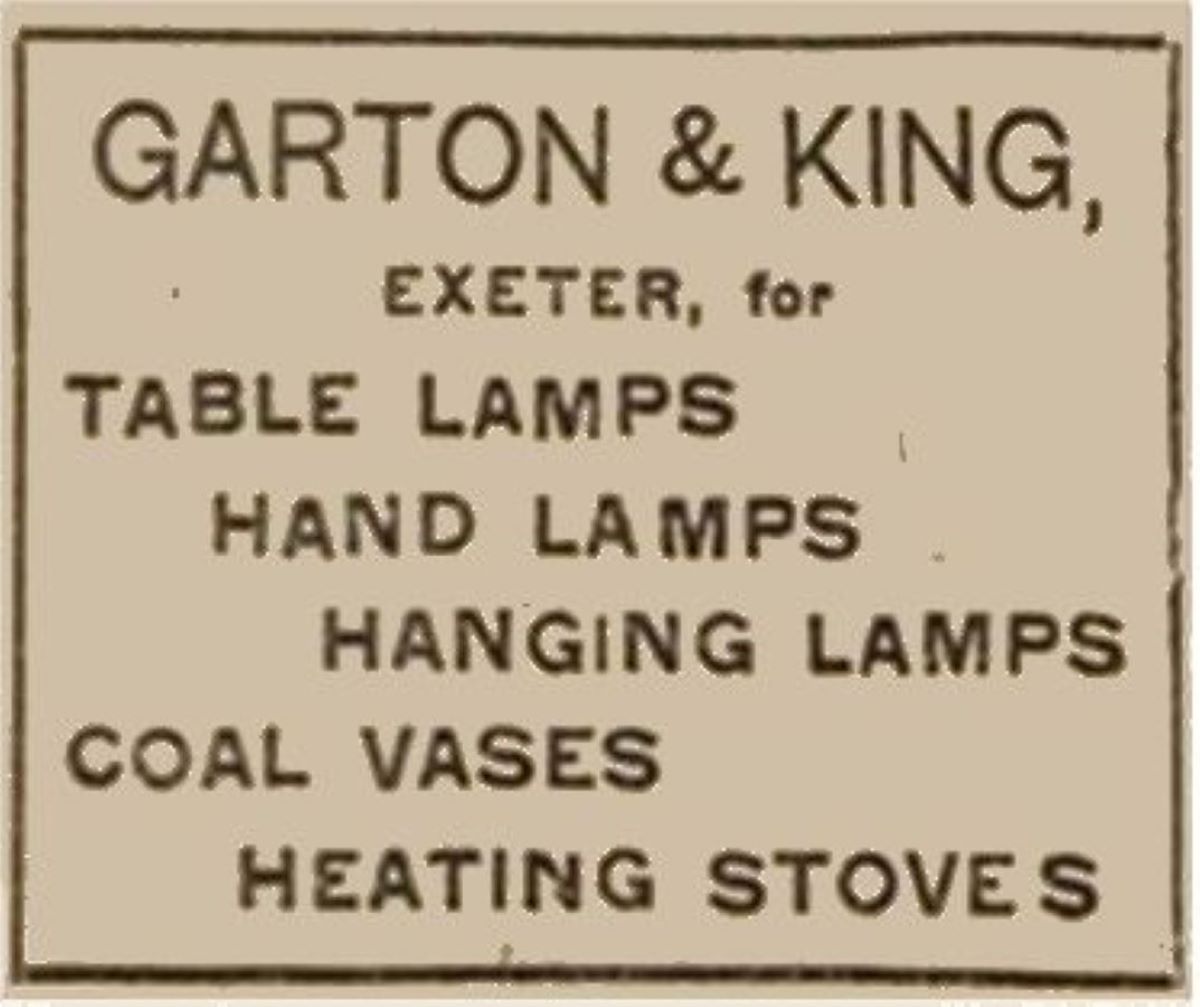 GARTON & KING,
EXETER, for
TABLE LAMPS
HAND LAMPS
HANGING LAMPS
COAL VASES
HEATING STOVES